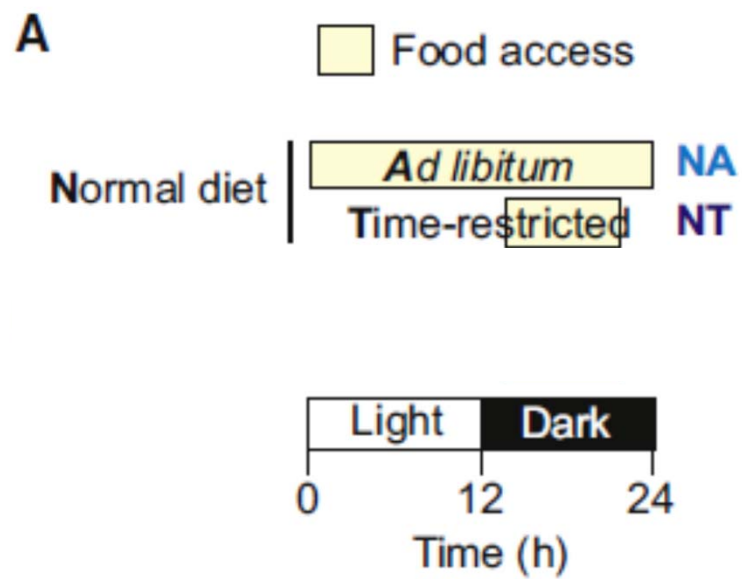 A
Food access
Normal diet
Ad libitum NA
Time-restricted NT
Light Dark
0 12 24
Time (h)